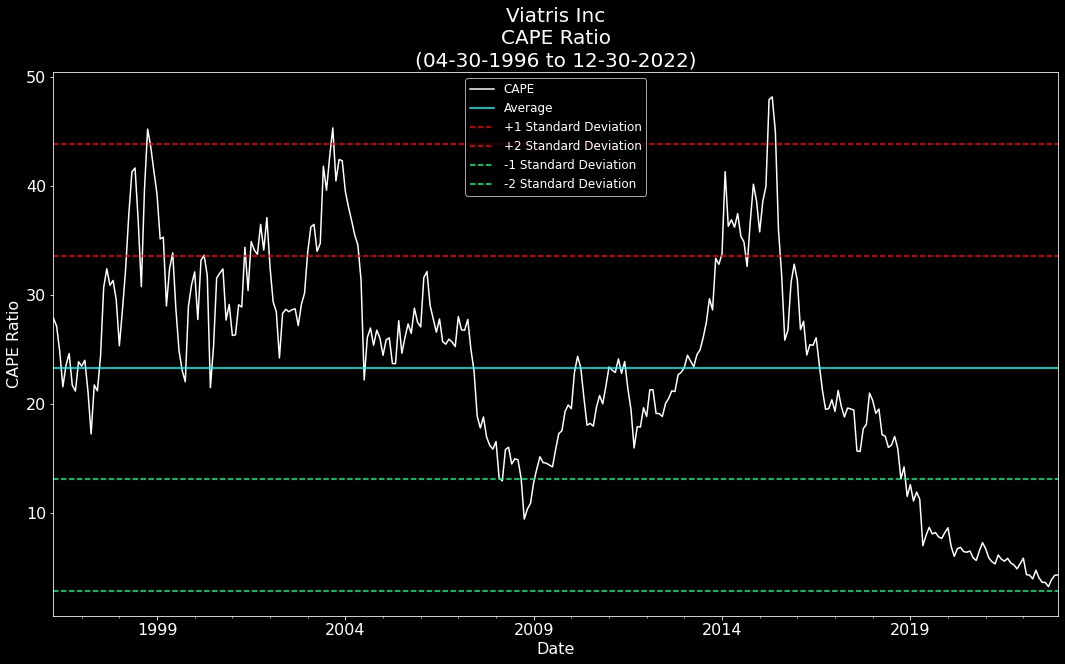 Viatris Inc
CAPE Ratio
(04-30-1996 to 12-30-2022)
CAPE
Average
+1 Standard Deviation
+2 Standard Deviation
-1 Standard Deviation
-2 Standard Deviation
50
40
30
20
10
CAPE Ratio
1999 2004 2009 2014 2019
Date